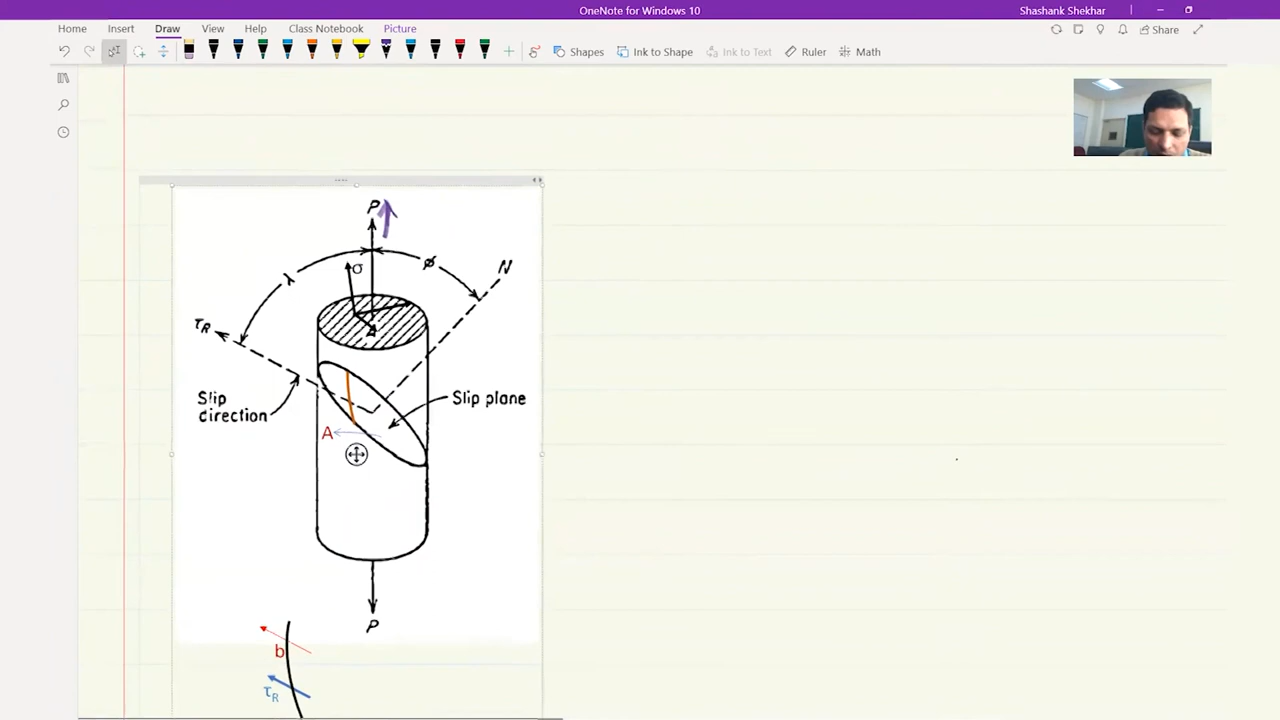 OneNote for Windows 10
Shashank Shekhar
Home Insert Draw View Help Class Notebook Picture
Share
Shapes Ink to Shape Ink to Text Ruler Math
P
σ
λ
ϕ
N
τR
Slip
direction
Slip plane
A
P
b
τR